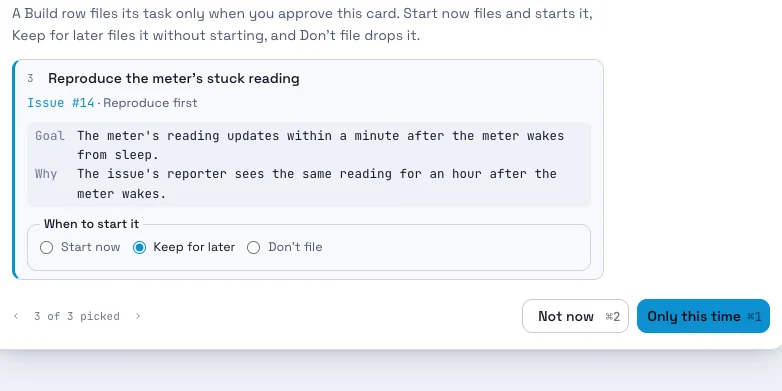 A Build row files its task only when you approve this card. Start now files and starts it,
Keep for later files it without starting, and Don't file drops it.
3 Reproduce the meter's stuck reading
Issue #14 · Reproduce first
Goal The meter's reading updates within a minute after the meter wakes
from sleep.
Why The issue's reporter sees the same reading for an hour after the
meter wakes.
When to start it
Start now Keep for later Don't file
‹ 3 of 3 picked › Not now ⌘2 Only this time ⌘1